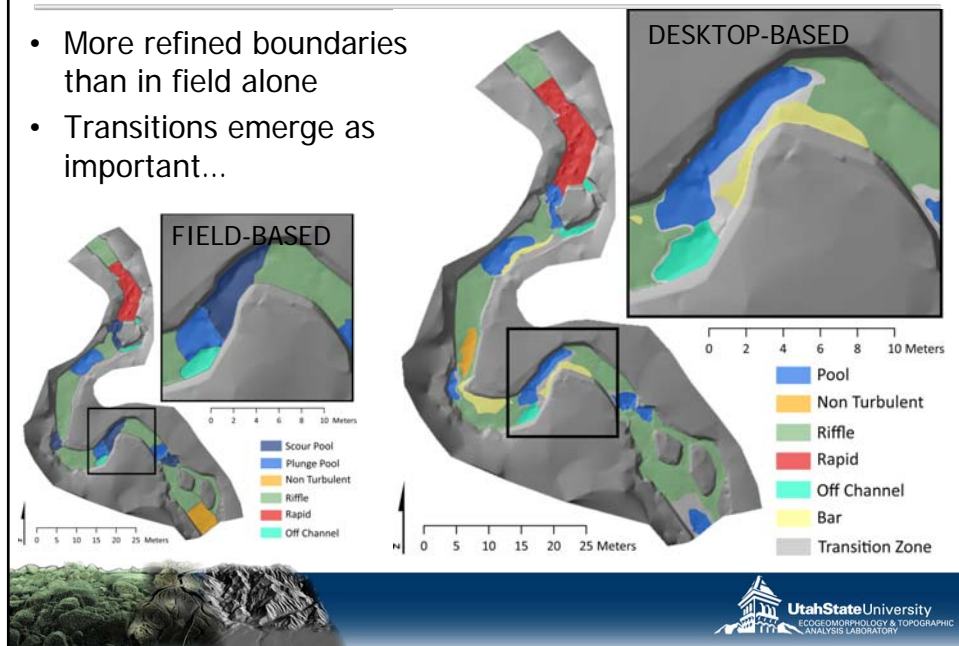 • More refined boundaries
than in field alone
• Transitions emerge as
important...
FIELD-BASED
0 2 4 6 8 10 Meters
Scour Pool
Plunge Pool
Non Turbulent
Riffle
Rapid
Off Channel
N
0 5 10 15 20 25 Meters
DESKTOP-BASED
0 2 4 6 8 10 Meters
Pool
Non Turbulent
Riffle
Rapid
Off Channel
Bar
Transition Zone
N
0 5 10 15 20 25 Meters
UtahStateUniversity
ECOGEOMORPHOLOGY & TOPOGRAPHIC
ANALYSIS LABORATORY